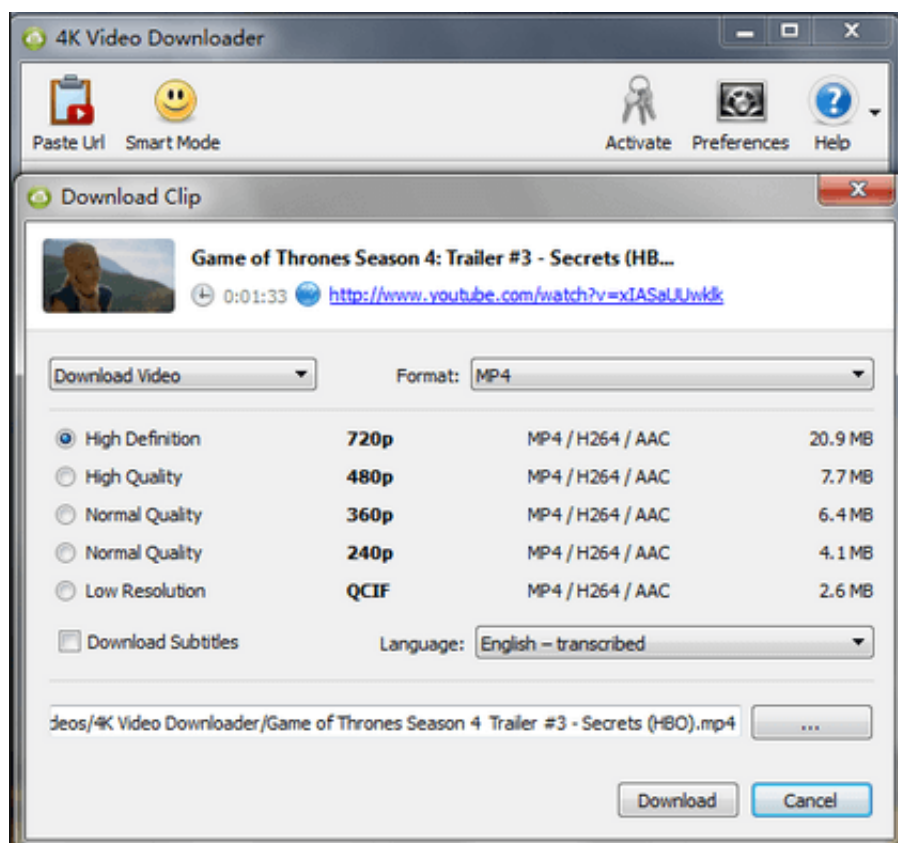 4K Video Downloader
Paste Url Smart Mode Activate Preferences Help
Download Clip
Game of Thrones Season 4: Trailer #3 - Secrets (HB...
0:01:33 http://www.youtube.com/watch?v=xIASaUUwklk
Download Video Format: MP4
High Definition 720p MP4 / H264 / AAC 20.9 MB
High Quality 480p MP4 / H264 / AAC 7.7 MB
Normal Quality 360p MP4 / H264 / AAC 6.4 MB
Normal Quality 240p MP4 / H264 / AAC 4.1 MB
Low Resolution QCIF MP4 / H264 / AAC 2.6 MB
Download Subtitles Language: English – transcribed
deos/4K Video Downloader/Game of Thrones Season 4 Trailer #3 - Secrets (HBO).mp4 ...
Download Cancel